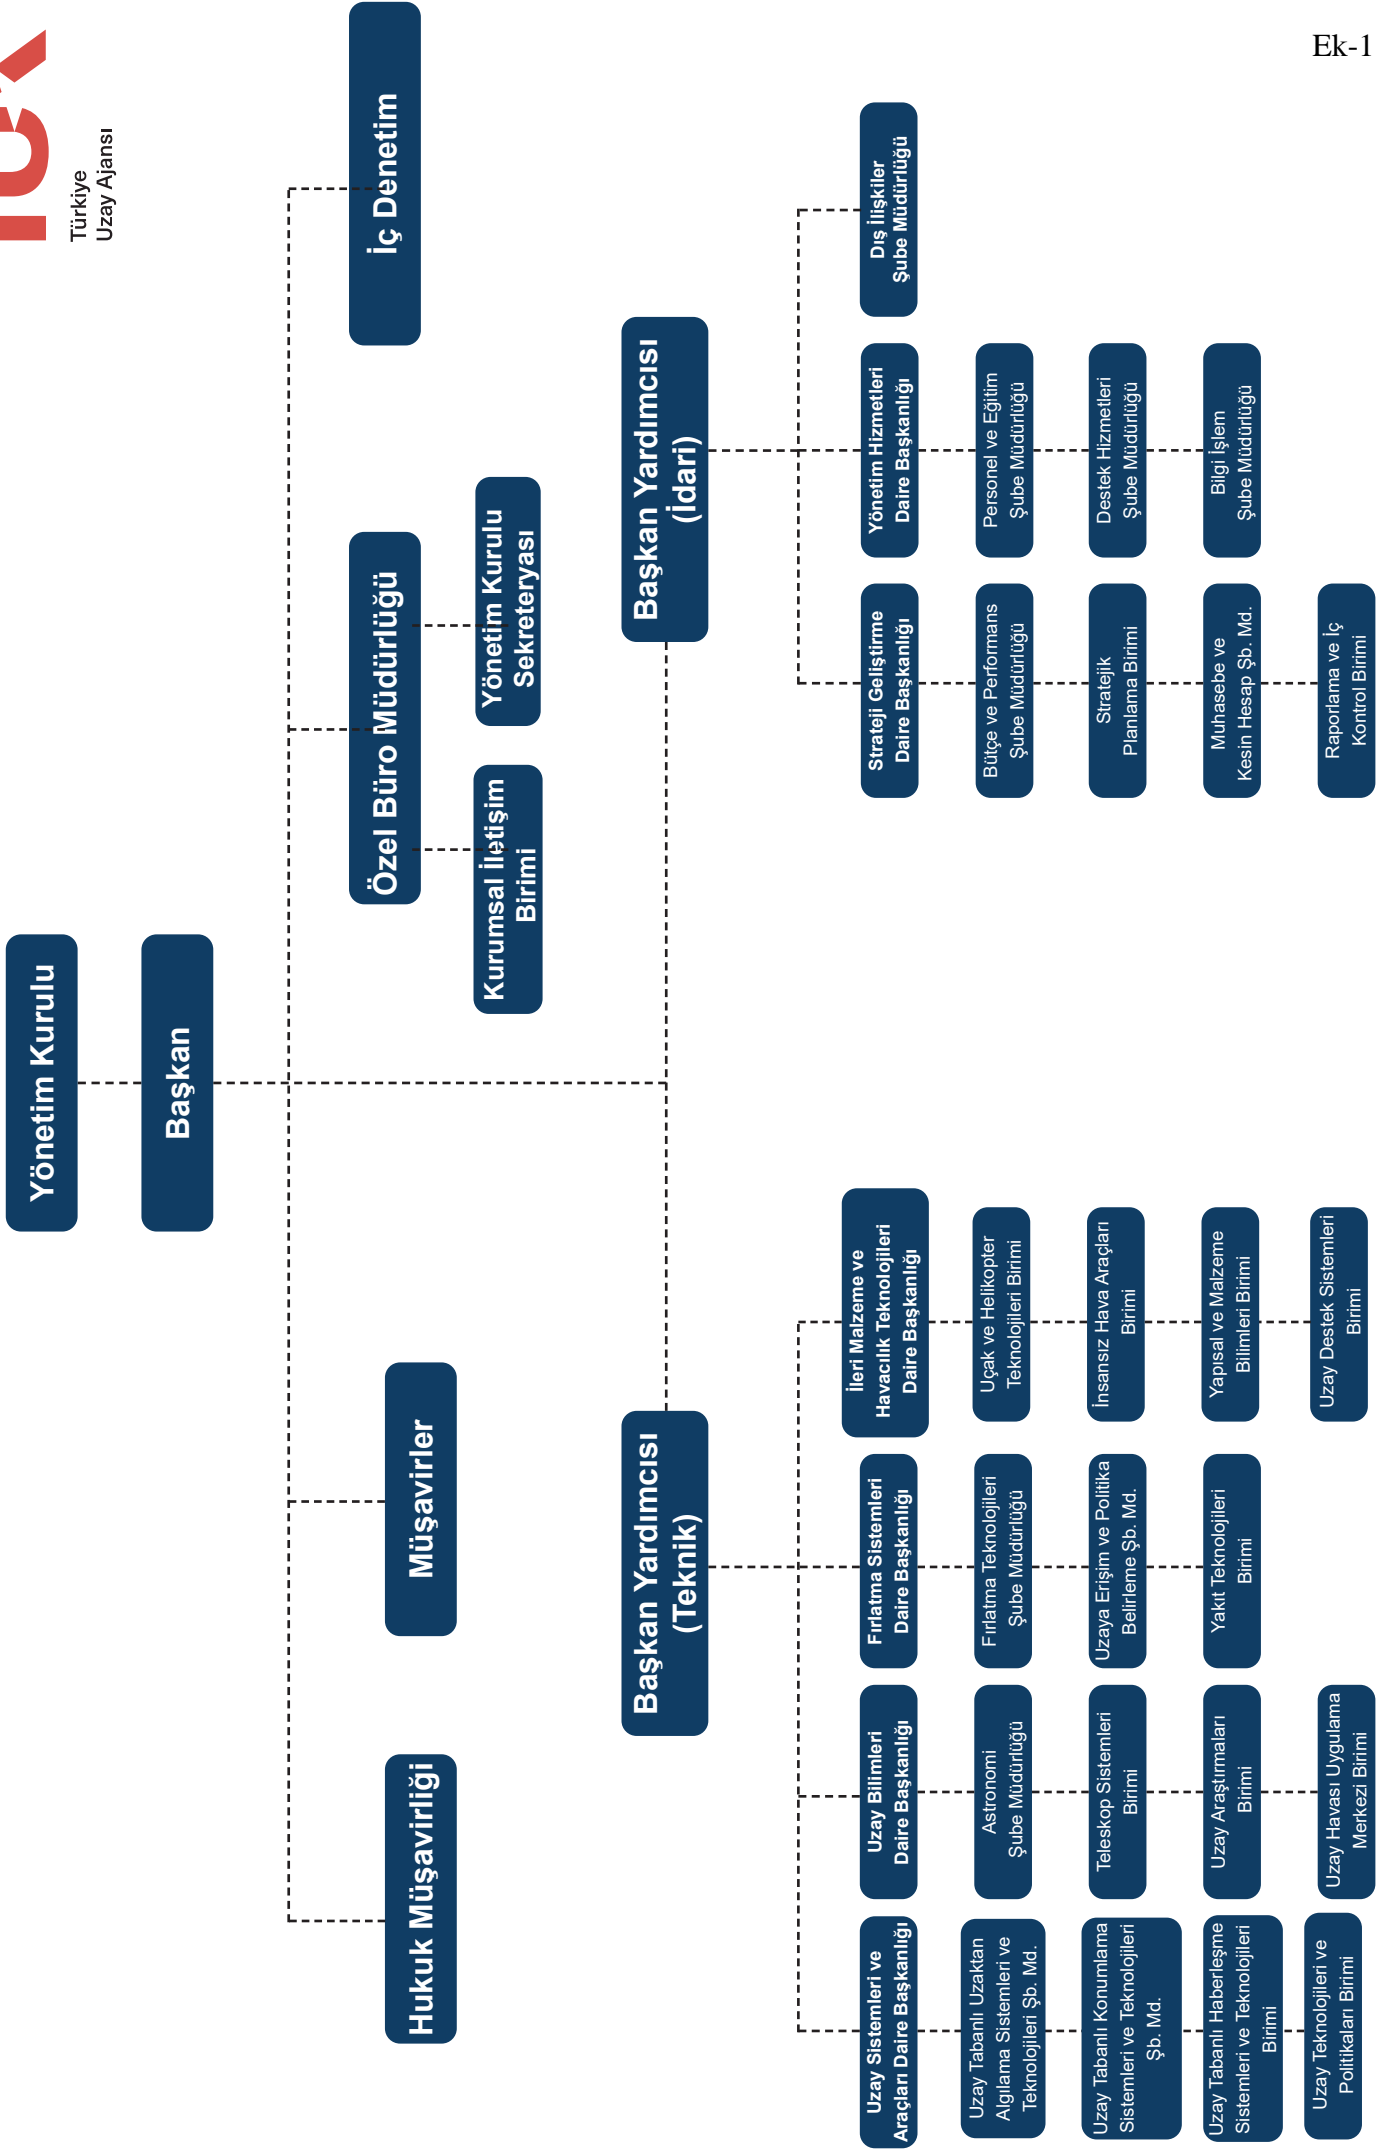 Ek-1
Türkiye
Uzay Ajansı
Yönetim Kurulu
Başkan
Hukuk Müşavirliği
Müşavirler
Özel Büro Müdürlüğü
İç Denetim
Kurumsal İletişim
Birimi
Yönetim Kurulu
Sekreteryası
Başkan Yardımcısı
(Teknik)
Başkan Yardımcısı
(İdari)
Uzay Sistemleri ve
Araçları Daire Başkanlığı
Uzay Tabanlı Uzaktan
Algılama Sistemleri ve
Teknolojileri Şb. Md.
Uzay Tabanlı Konumlama
Sistemleri ve Teknolojileri
Şb. Md.
Uzay Tabanlı Haberleşme
Sistemleri ve Teknolojileri
Birimi
Uzay Teknolojileri ve
Politikaları Birimi
Uzay Bilimleri
Daire Başkanlığı
Astronomi
Şube Müdürlüğü
Teleskop Sistemleri
Birimi
Uzay Araştırmaları
Birimi
Uzay Havası Uygulama
Merkezi Birimi
Fırlatma Sistemleri
Daire Başkanlığı
Fırlatma Teknolojileri
Şube Müdürlüğü
Uzaya Erişim ve Politika
Belirleme Şb. Md.
Yakıt Teknolojileri
Birimi
İleri Malzeme ve
Havacılık Teknolojileri
Daire Başkanlığı
Uçak ve Helikopter
Teknolojileri Birimi
İnsansız Hava Araçları
Birimi
Yapısal ve Malzeme
Bilimleri Birimi
Uzay Destek Sistemleri
Birimi
Strateji Geliştirme
Daire Başkanlığı
Bütçe ve Performans
Şube Müdürlüğü
Stratejik
Planlama Birimi
Muhasebe ve
Kesin Hesap Şb. Md.
Raporlama ve İç
Kontrol Birimi
Yönetim Hizmetleri
Daire Başkanlığı
Personel ve Eğitim
Şube Müdürlüğü
Destek Hizmetleri
Şube Müdürlüğü
Bilgi İşlem
Şube Müdürlüğü
Dış İlişkiler
Şube Müdürlüğü